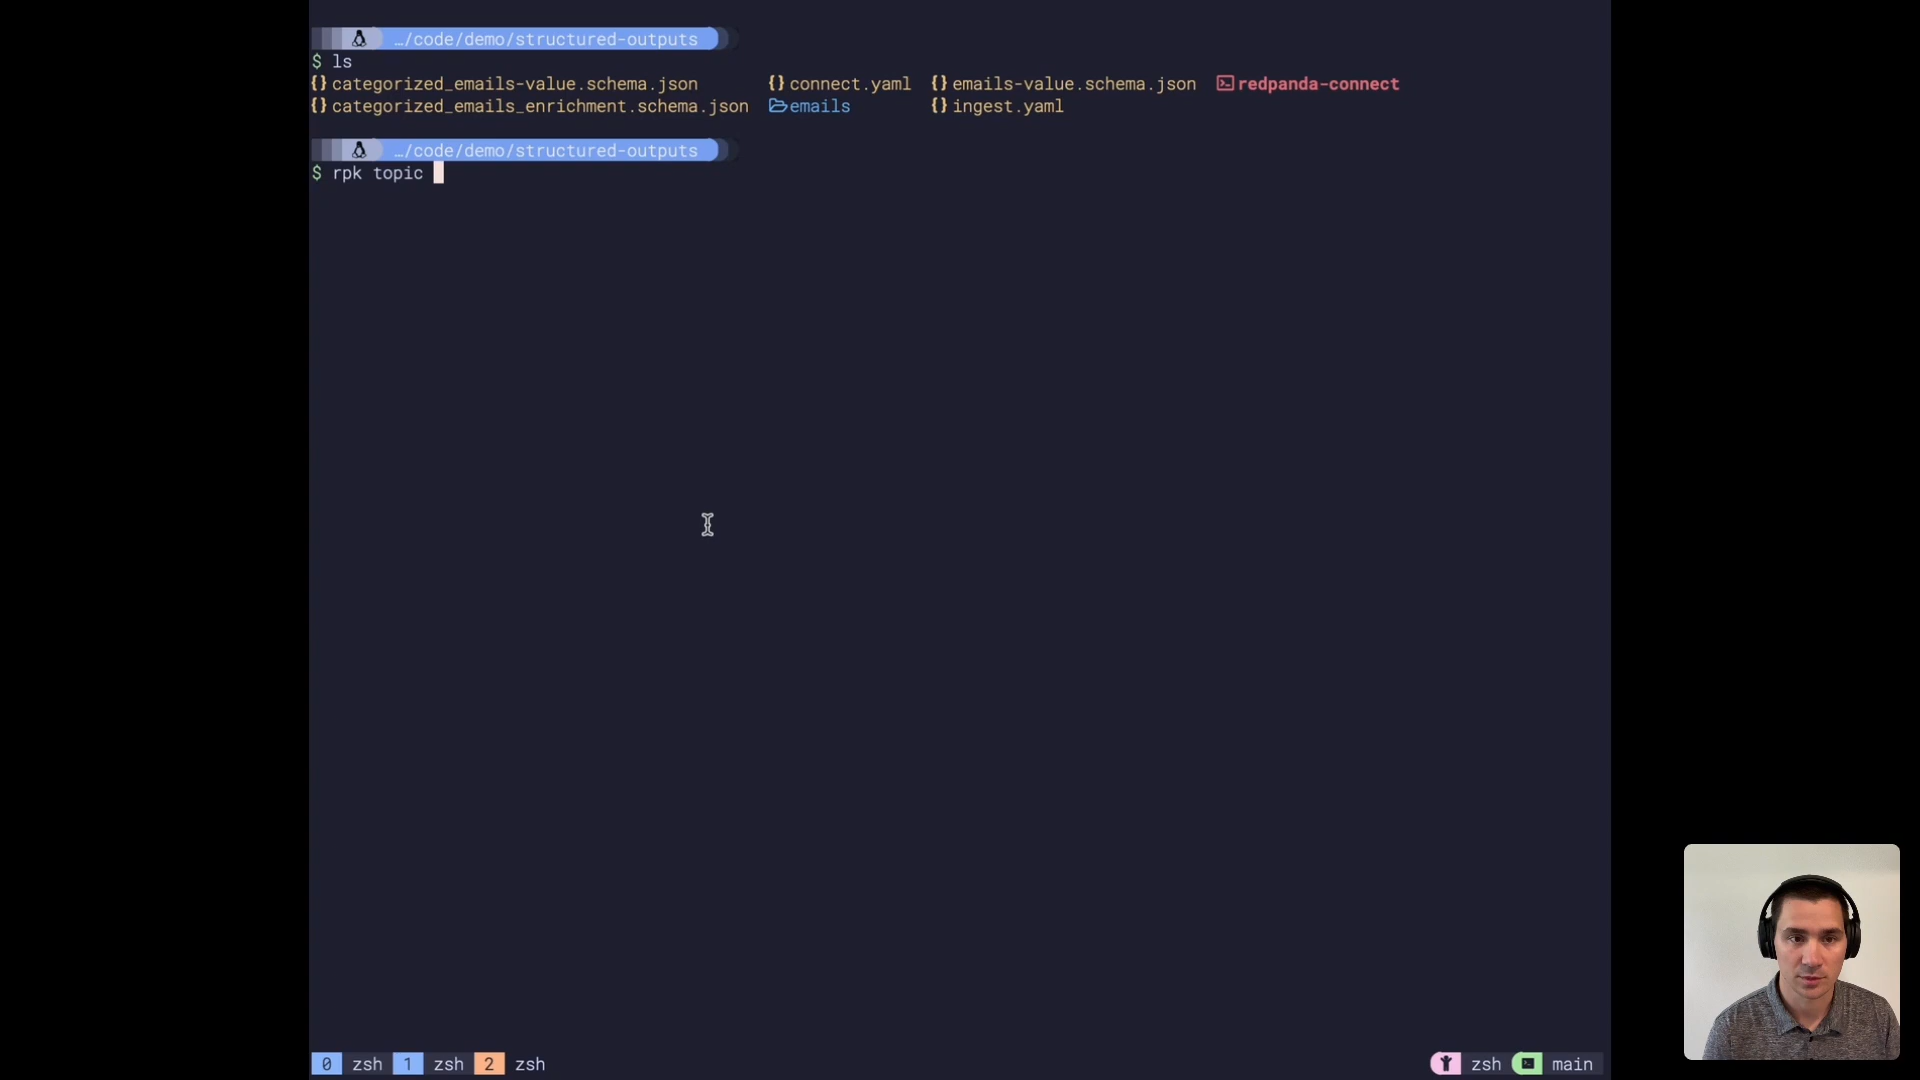 …/code/demo/structured-outputs
$ ls
{} categorized_emails-value.schema.json {} connect.yaml {} emails-value.schema.json redpanda-connect
{} categorized_emails_enrichment.schema.json emails {} ingest.yaml
…/code/demo/structured-outputs
$ rpk topic
0 zsh 1 zsh 2 zsh zsh main